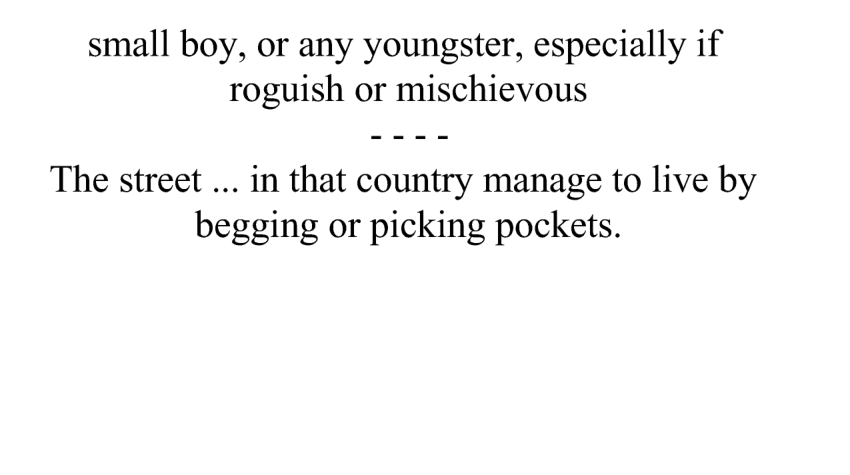 small boy, or any youngster, especially if
roguish or mischievous
- - - -
The street ... in that country manage to live by
begging or picking pockets.